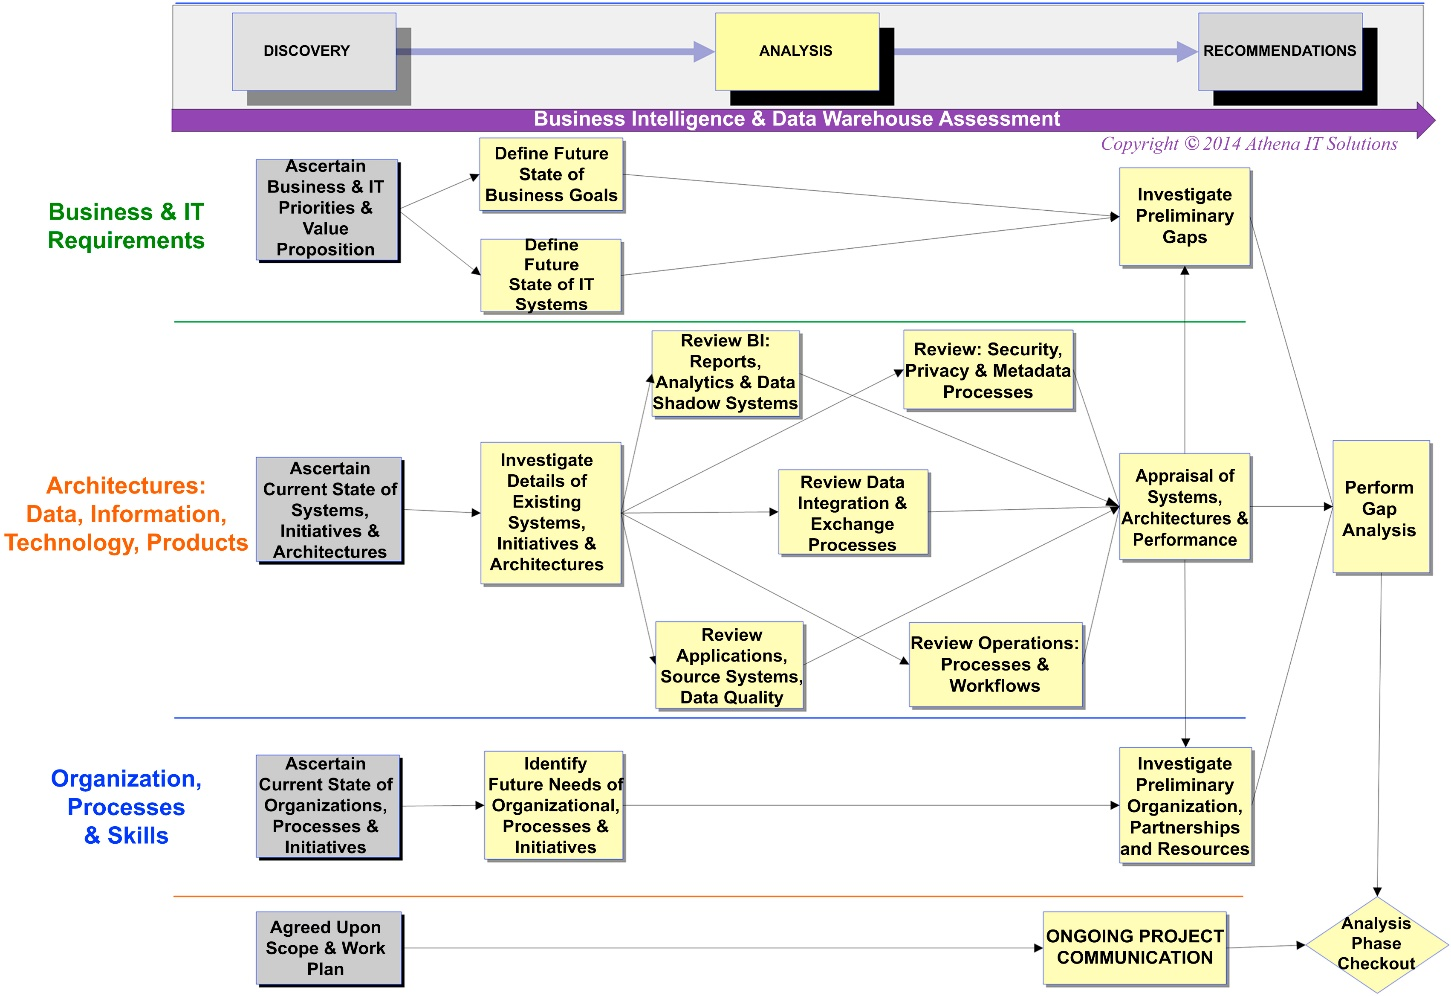 DISCOVERY
ANALYSIS
RECOMMENDATIONS
Business Intelligence & Data Warehouse Assessment
Copyright © 2014 Athena IT Solutions
Business & IT
Requirements
Ascertain
Business & IT
Priorities &
Value
Proposition
Define Future
State of
Business Goals
Define
Future
State of IT
Systems
Investigate
Preliminary
Gaps
Architectures:
Data, Information,
Technology, Products
Ascertain
Current State of
Systems,
Initiatives &
Architectures
Investigate
Details of
Existing
Systems,
Initiatives &
Architectures
Review BI:
Reports,
Analytics & Data
Shadow Systems
Review: Security,
Privacy & Metadata
Processes
Review Data
Integration &
Exchange
Processes
Review
Applications,
Source Systems,
Data Quality
Review Operations:
Processes &
Workflows
Appraisal of
Systems,
Architectures &
Performance
Perform
Gap
Analysis
Organization,
Processes
& Skills
Ascertain
Current State of
Organizations,
Processes &
Initiatives
Identify
Future Needs of
Organizational,
Processes &
Initiatives
Investigate
Preliminary
Organization,
Partnerships
and Resources
Agreed Upon
Scope & Work
Plan
ONGOING PROJECT
COMMUNICATION
Analysis
Phase
Checkout